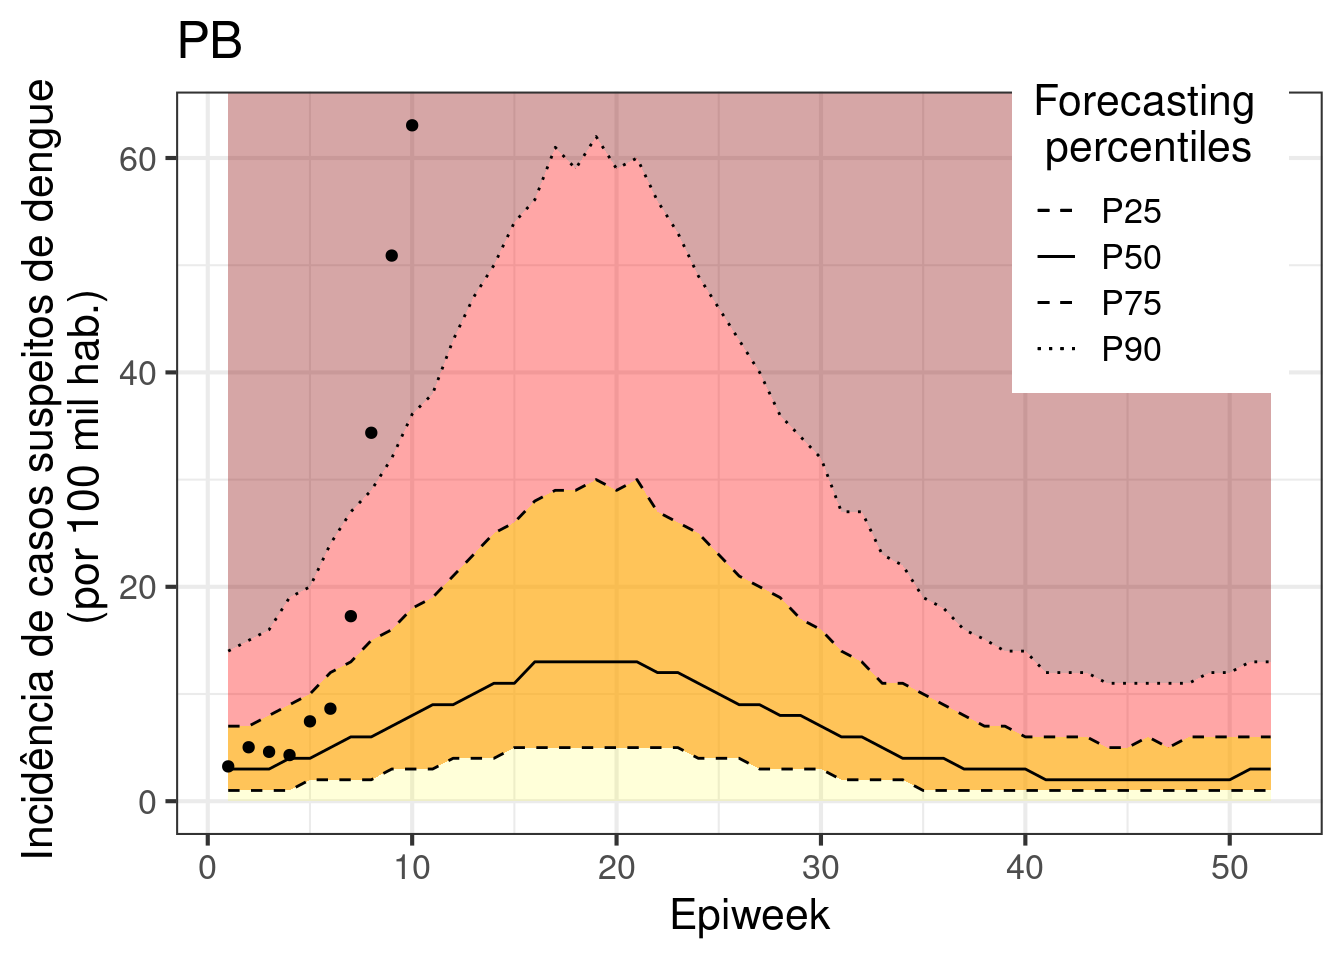 PB
Incidência de casos suspeitos de dengue
(por 100 mil hab.)
60
40
20
0
0 10 20 30 40 50
Epiweek
Forecasting
percentiles
P25
P50
P75
P90